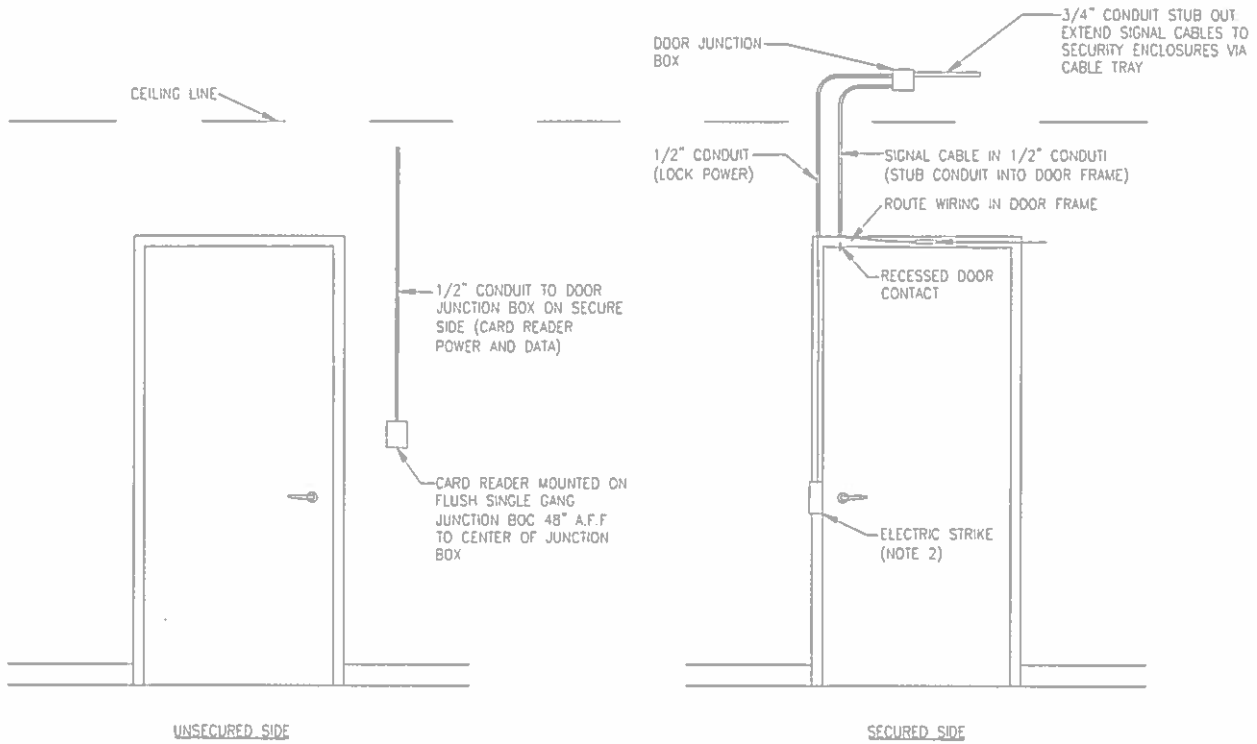 CEILING LINE
1/2" CONDUIT TO DOOR
JUNCTION BOX ON SECURE
SIDE (CARD READER
POWER AND DATA)
CARD READER MOUNTED ON
FLUSH SINGLE GANG
JUNCTION BOC 48" A.F.F
TO CENTER OF JUNCTION
BOX
UNSECURED SIDE
DOOR JUNCTION
BOX
3/4" CONDUIT STUB OUT
EXTEND SIGNAL CABLES TO
SECURITY ENCLOSURES VIA
CABLE TRAY
1/2" CONDUIT
(LOCK POWER)
SIGNAL CABLE IN 1/2" CONDUTI
(STUB CONDUIT INTO DOOR FRAME)
ROUTE WIRING IN DOOR FRAME
RECESSED DOOR
CONTACT
ELECTRIC STRIKE
(NOTE 2)
SECURED SIDE